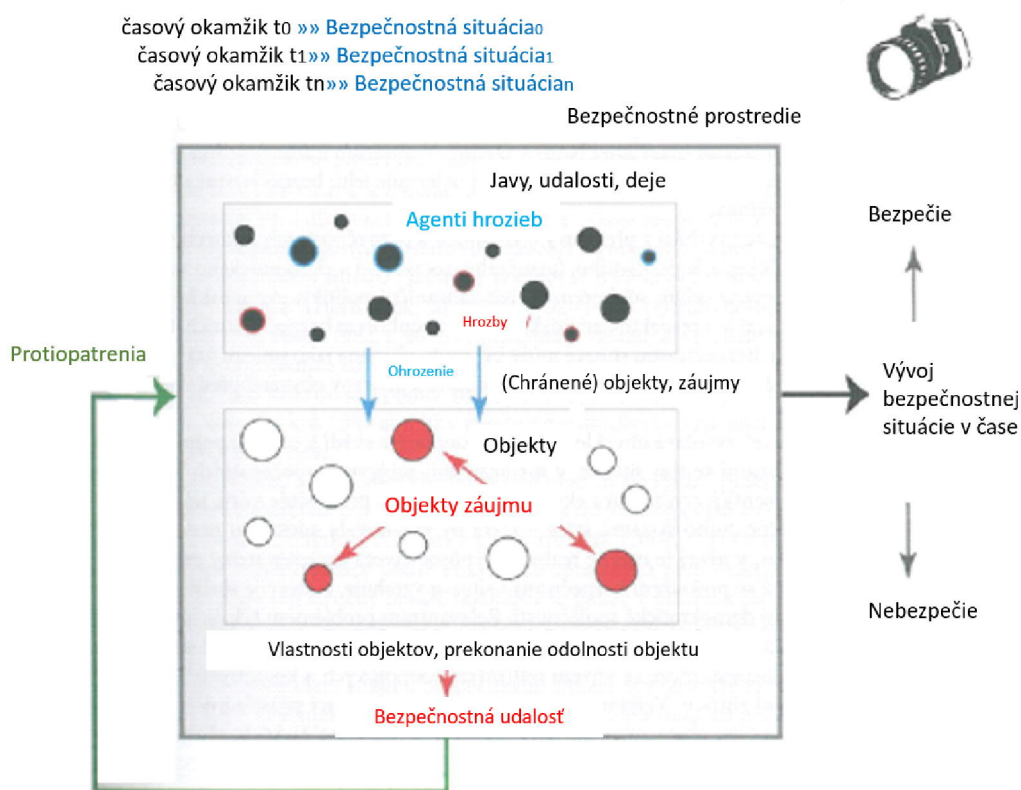 časový okamžik t0 »» Bezpečnostná situácia0
časový okamžik t1»» Bezpečnostná situácia1
časový okamžik tn»» Bezpečnostná situácian
Bezpečnostné prostredie
Javy, udalosti, deje
Agenti hrozieb
Hrozby
Ohrozenie
(Chránené) objekty, záujmy
Objekty
Objekty záujmu
Vlastnosti objektov, prekonanie odolnosti objektu
Bezpečnostná udalosť
Protiopatrenia
Bezpečie
Vývoj
bezpečnostnej
situácie v čase
Nebezpečie